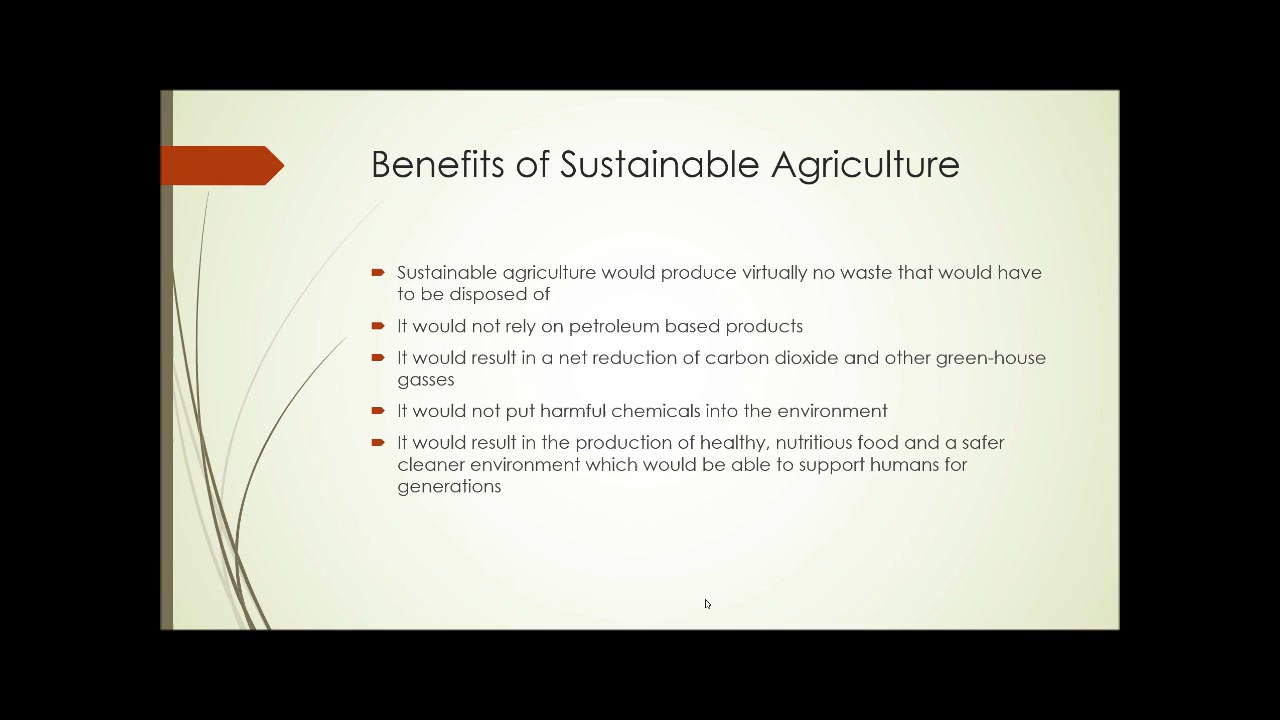 Benefits of Sustainable Agriculture
Sustainable agriculture would produce virtually no waste that would have
to be disposed of
It would not rely on petroleum based products
It would result in a net reduction of carbon dioxide and other green-house
gasses
It would not put harmful chemicals into the environment
It would result in the production of healthy, nutritious food and a safer
cleaner environment which would be able to support humans for
generations